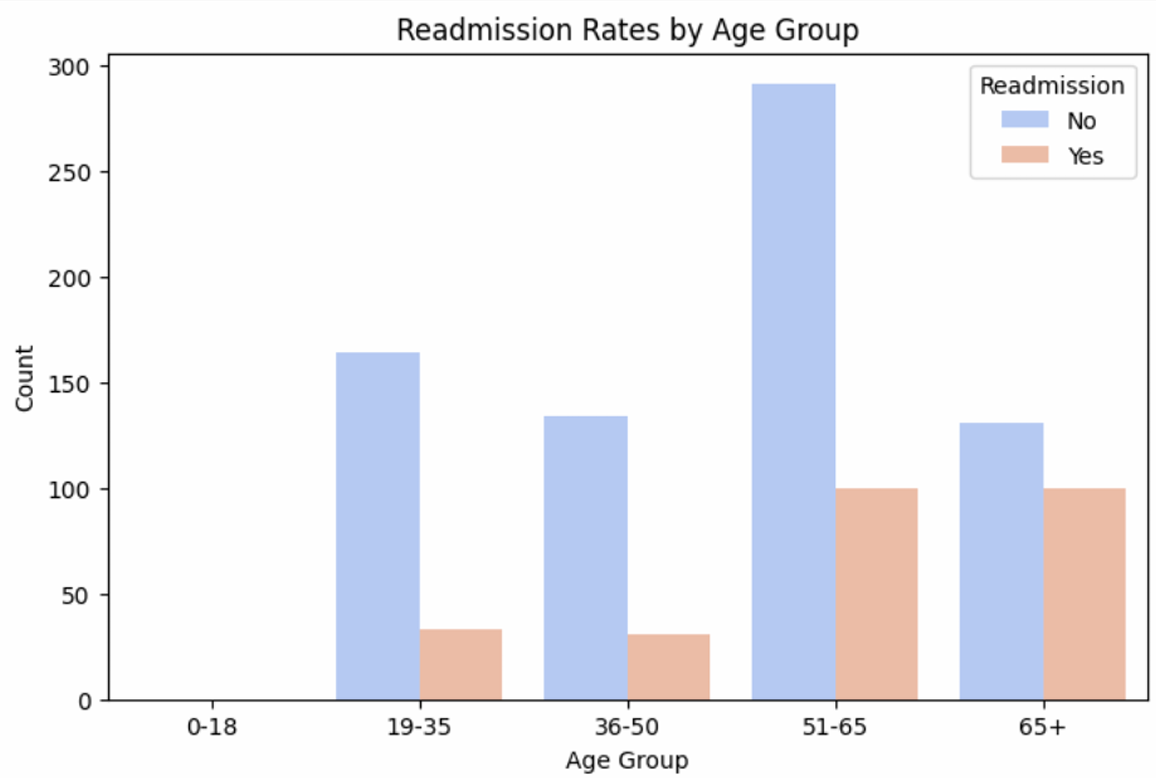 Readmission Rates by Age Group
300
250
200
150
100
50
0
Count
Readmission
No
Yes
0-18 19-35 36-50 51-65 65+
Age Group